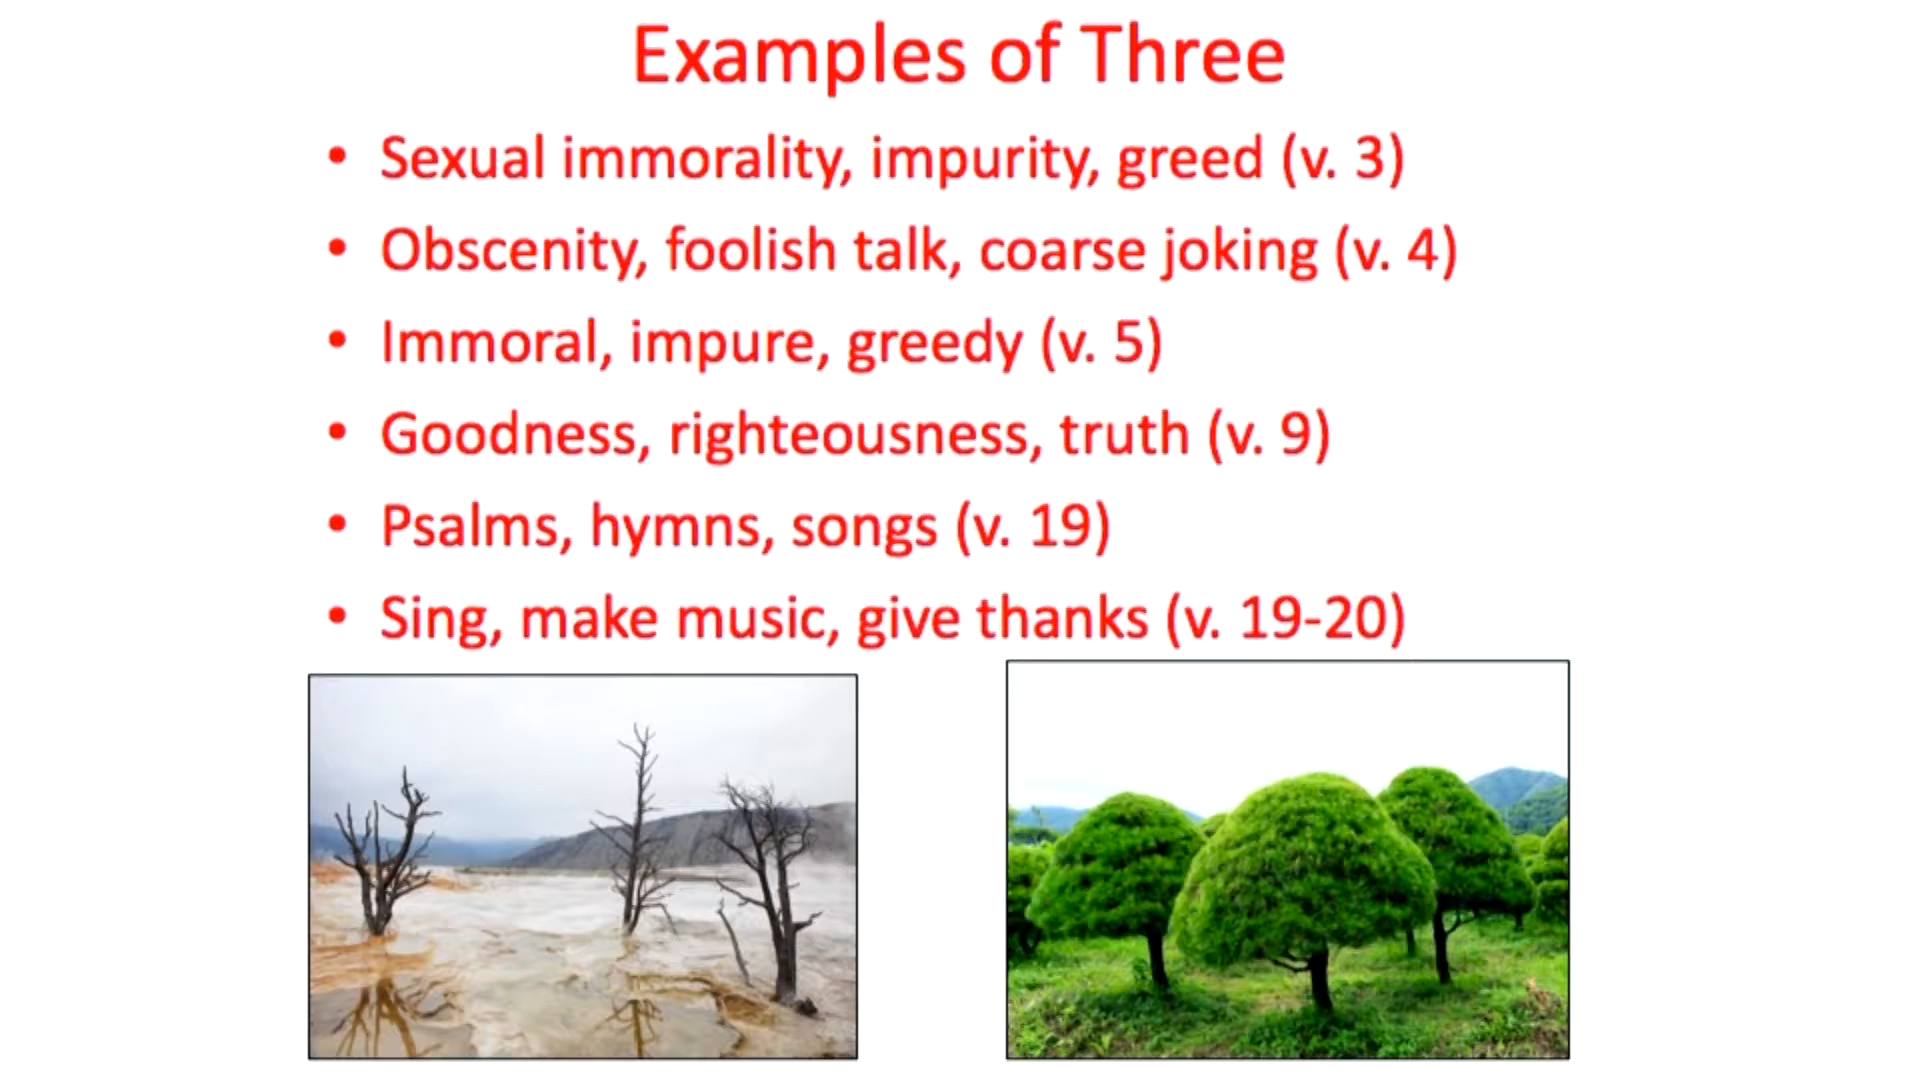 Examples of Three
• Sexual immorality, impurity, greed (v. 3)
• Obscenity, foolish talk, coarse joking (v. 4)
• Immoral, impure, greedy (v. 5)
• Goodness, righteousness, truth (v. 9)
• Psalms, hymns, songs (v. 19)
• Sing, make music, give thanks (v. 19-20)